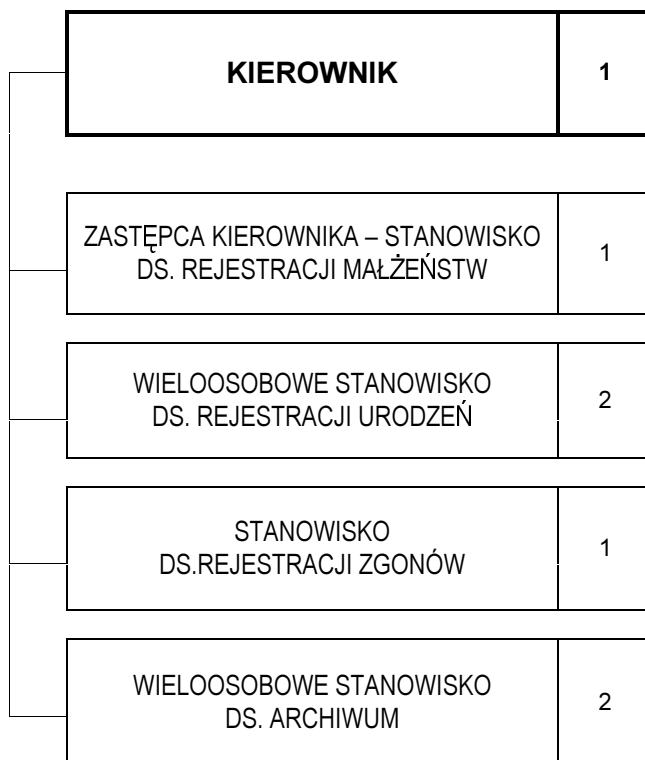 KIEROWNIK 1
ZASTĘPCA KIEROWNIKA – STANOWISKO
DS. REJESTRACJI MAŁŻEŃSTW 1
WIELOOSOBOWE STANOWISKO
DS. REJESTRACJI URODZEŃ 2
STANOWISKO
DS.REJESTRACJI ZGONÓW 1
WIELOOSOBOWE STANOWISKO
DS. ARCHIWUM 2